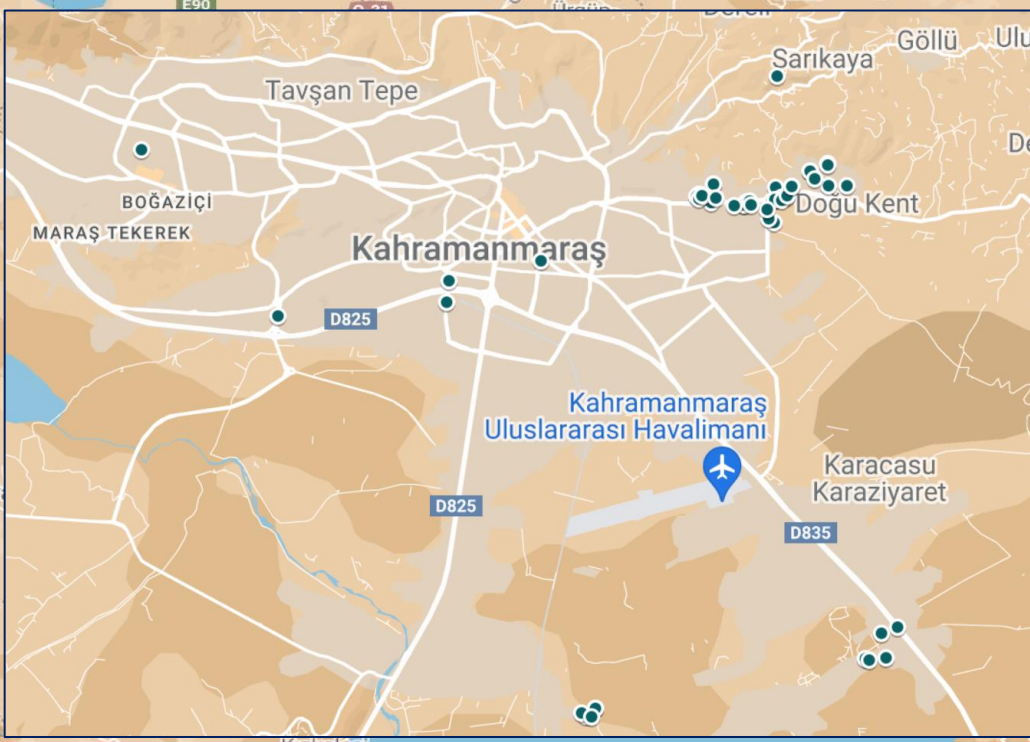 E90
Sarıkaya
Göllü
Tavşan Tepe
BOĞAZİÇİ
MARAŞ TEKEREK
Doğu Kent
Kahramanmaraş
D825
Kahramanmaraş
Uluslararası Havalimanı
Karacasu
Karaziyaret
D825
D835